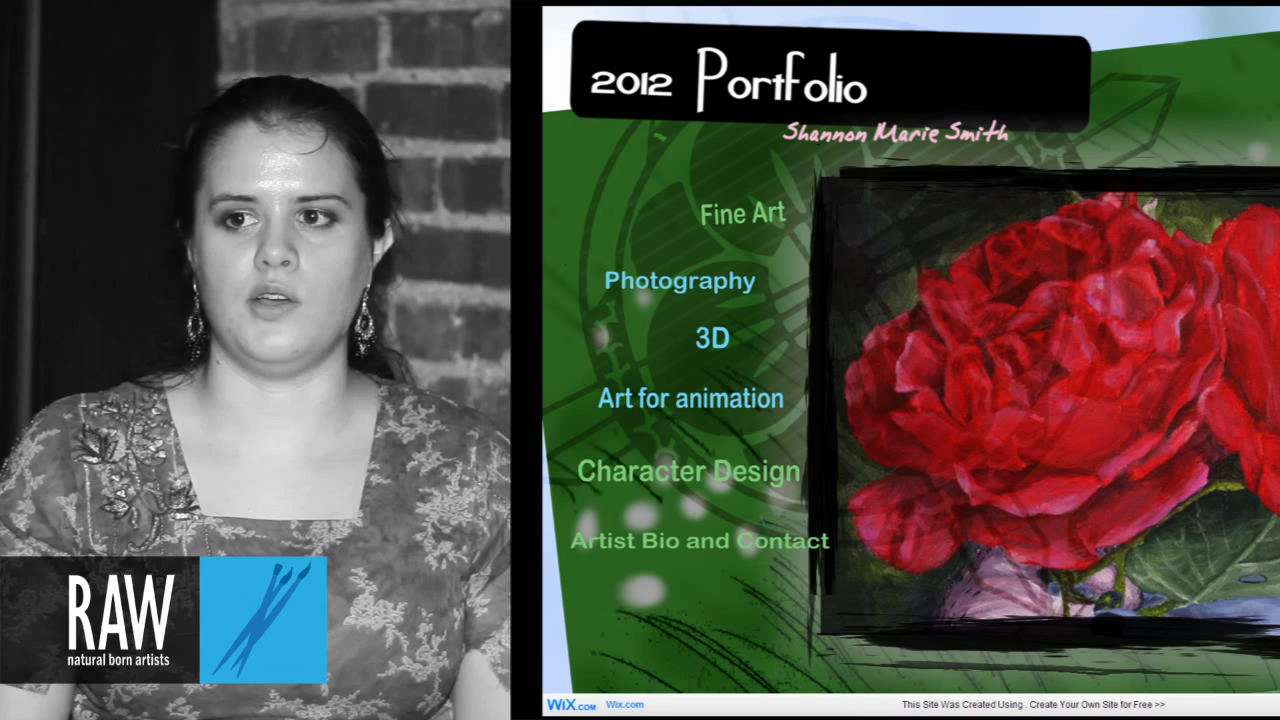 RAW
natural born artists
2012 Portfolio
Shannon Marie Smith
Fine Art
Photography
3D
Art for animation
Character Design
Artist Bio and Contact
WiX.com Wix.com
This Site Was Created Using . Create Your Own Site for Free >>